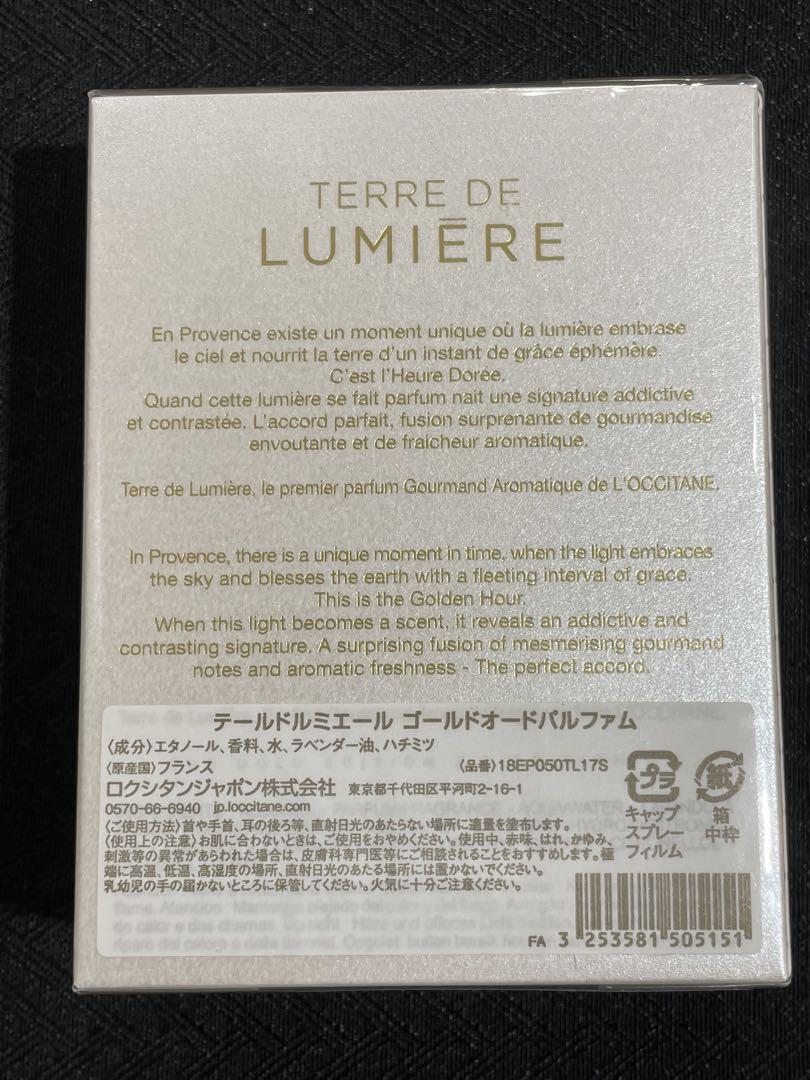 TERRE DE
LUMIĒRE
En Provence existe un moment unique où la lumière embrase
le ciel et nourrit la terre d'un instant de grâce éphémère.
C'est l'Heure Dorée.
Quand cette lumière se fait parfum nait une signature addictive
et contrastée. L'accord parfait, fusion surprenante de gourmandise
envoutante et de fraicheur aromatique.
Terre de Lumière, le premier parfum Gourmand Aromatique de L'OCCITANE.
In Provence, there is a unique moment in time, when the light embraces
the sky and blesses the earth with a fleeting interval of grace.
This is the Golden Hour.
When this light becomes a scent, it reveals an addictive and
contrasting signature. A surprising fusion of mesmerising gourmand
notes and aromatic freshness - The perfect accord.
テールドルミエール ゴールドオードパルファム
〈成分〉エタノール、香料、水、ラベンダー油、ハチミツ
〈原産国〉フランス 〈品番〉18EP050TL17S
ロクシタンジャポン株式会社 東京都千代田区平河町2-16-1
0570-66-6940 jp.loccitane.com
プラ
キャップ
スプレー
フィルム
紙
箱
中枠
〈ご使用方法〉首や手首、耳の後ろ等、直射日光のあたらない場所に適量を塗布します。
〈使用上の注意〉お肌に合わないときは、ご使用をおやめください。使用中、赤味、はれ、かゆみ、
刺激等の異常があらわれた場合は、皮膚科専門医等にご相談されることをおすすめします。極
端に高温、低温、高湿度の場所、直射日光のあたる場所には置かないでください。
乳幼児の手の届かないところに保管してください。火気に十分ご注意ください。
FA 3 253581 505151